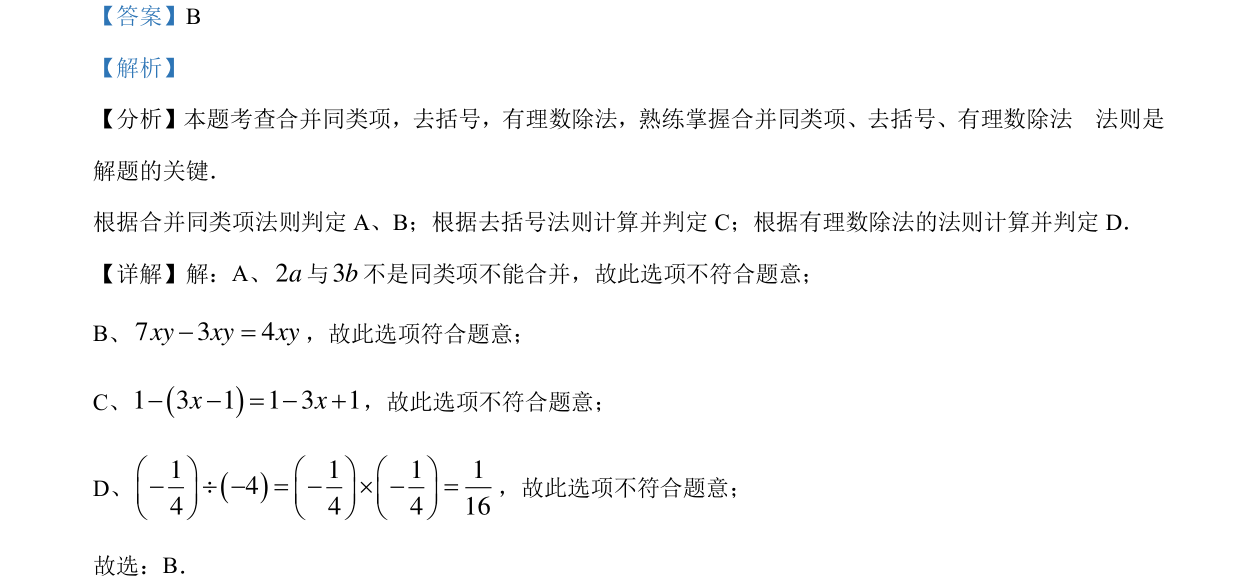 【答案】B
【解析】
【分析】本题考查合并同类项，去括号，有理数除法，熟练掌握合并同类项、去括号、有理数除法　法则是
解题的关键．
根据合并同类项法则判定 A、B；根据去括号法则计算并判定 C；根据有理数除法的法则计算并判定 D．
【详解】解：A、2a 与 3b 不是同类项不能合并，故此选项不符合题意；
B、7xy−3xy=4xy，故此选项符合题意；
C、1−(3x−1)=1−3x+1，故此选项不符合题意；
D、(−1/4)÷(−4)=(−1/4)×(−1/4)=1/16，故此选项不符合题意；
故选：B．